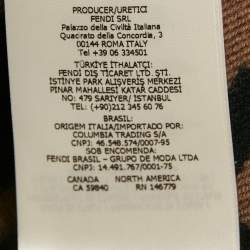 PRODUCER/URETICI
FENDI SRL
Palazzo della Civiltà Italiana
Quadrato della Concordia, 3
00144 ROMA ITALY
Tel +39 06 334501
TÜRKİYE İTHALATÇI:
FENDİ DIŞ TİCARET LTD. ŞTİ.
İSTİNYE PARK ALIŞVERİŞ MERKEZİ
PINAR MAHALLESİ KATAR CADDESİ
NO: 479 SARIYER/ İSTANBUL
TEL: (+90)212 345 60 76
BRASIL:
ORIGEM ITALIA/IMPORTADO POR:
COLUMBIA TRADING S/A
CNPJ: 46.548.574/0007-95
SOB ENCOMENDA:
FENDI BRASIL - GRUPO DE MODA LTDA
CNPJ: 14.491.767/0001-75
CANADA NORTH AMERICA
CA 59840 RN 146779